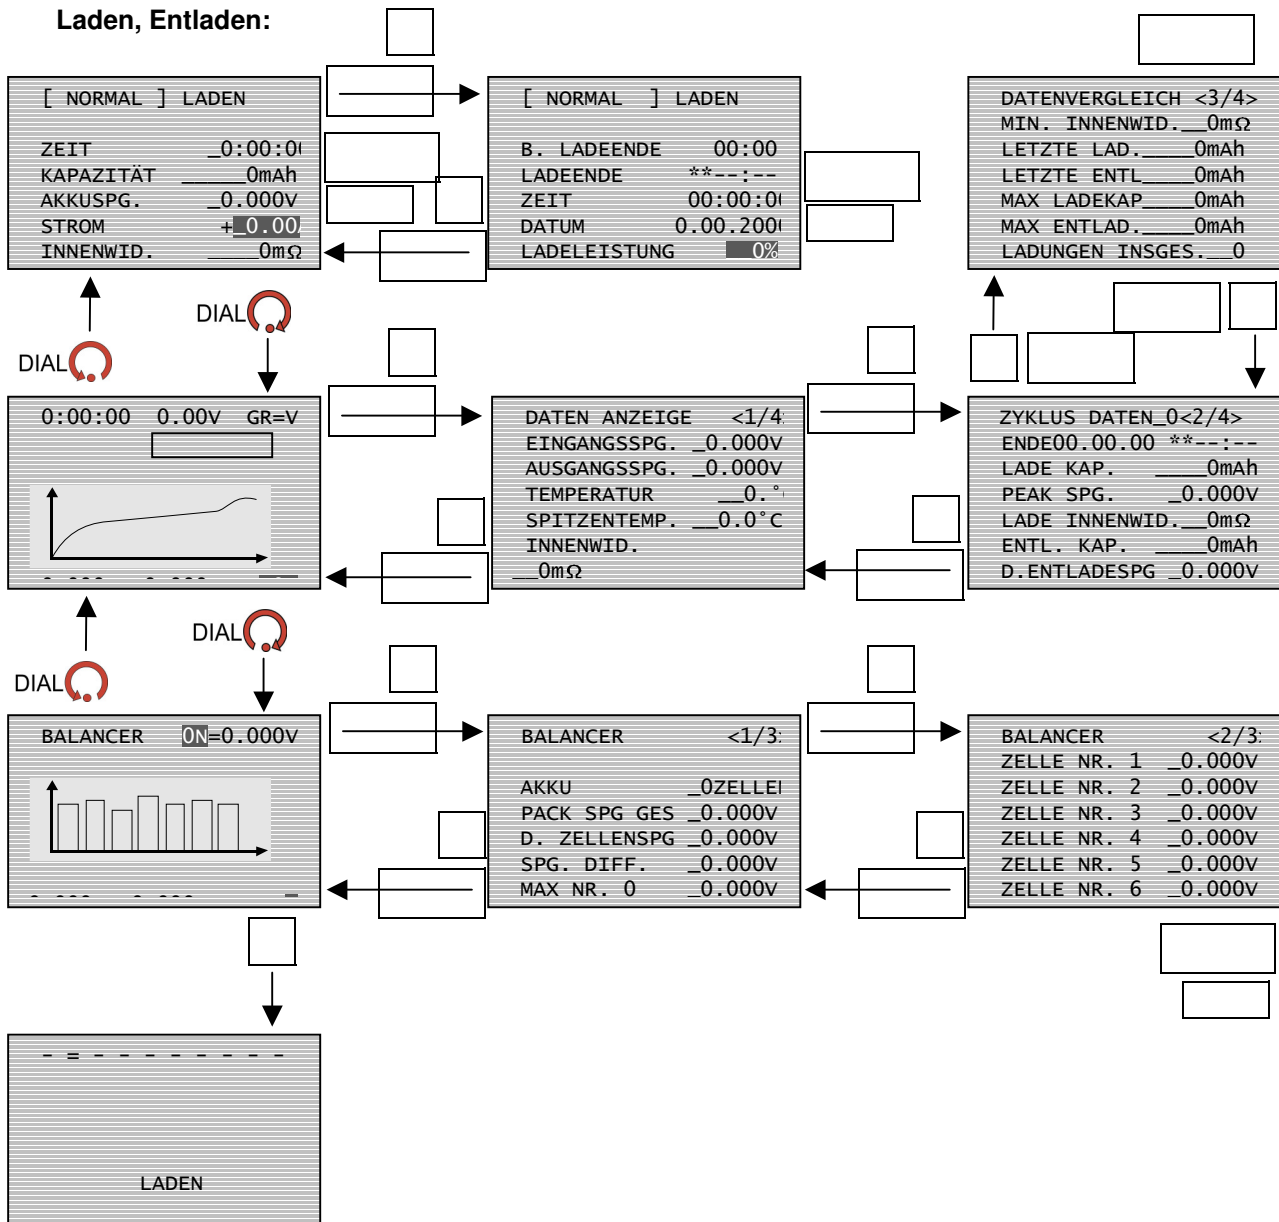 Laden, Entladen:
[ NORMAL ] LADEN
ZEIT _0:00:0
KAPAZITÄT _____0mAh
AKKUSPG. _0.000V
STROM +_0.00
INNENWID. ____0mΩ
[ NORMAL ] LADEN
B. LADEENDE 00:00
LADEENDE **--:--
ZEIT 00:00:0
DATUM 0.00.200
LADELEISTUNG 0%
DATENVERGLEICH <3/4>
MIN. INNENWID.__0mΩ
LETZTE LAD.____0mAh
LETZTE ENTL____0mAh
MAX LADEKAP____0mAh
MAX ENTLAD.____0mAh
LADUNGEN INSGES.__0
DIAL
DIAL
0:00:00 0.00V GR=V
DATEN ANZEIGE <1/4
EINGANGSSPG. _0.000V
AUSGANGSSPG. _0.000V
TEMPERATUR __0.°
SPITZENTEMP. __0.0°C
INNENWID.
__0mΩ
ZYKLUS DATEN_0<2/4>
ENDE00.00.00 **--:--
LADE KAP. ____0mAh
PEAK SPG. _0.000V
LADE INNENWID.__0mΩ
ENTL. KAP. ____0mAh
D.ENTLADESPG _0.000V
DIAL
DIAL
BALANCER ON=0.000V
BALANCER <1/3
AKKU _0ZELLE
PACK SPG GES _0.000V
D. ZELLENSPG _0.000V
SPG. DIFF. _0.000V
MAX NR. 0 _0.000V
BALANCER <2/3
ZELLE NR. 1 _0.000V
ZELLE NR. 2 _0.000V
ZELLE NR. 3 _0.000V
ZELLE NR. 4 _0.000V
ZELLE NR. 5 _0.000V
ZELLE NR. 6 _0.000V
- = - - - - - - - -
LADEN